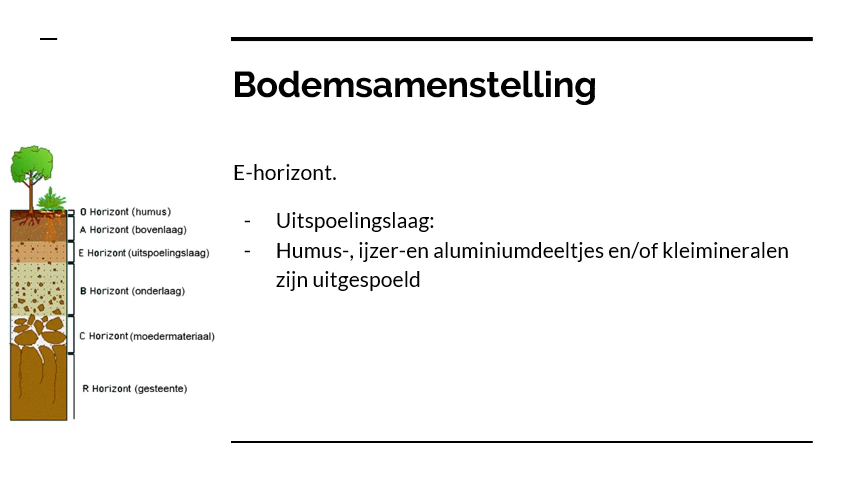 Bodemsamenstelling
E-horizont.
- Uitspoelingslaag:
- Humus-, ijzer-en aluminiumdeeltjes en/of kleimineralen
zijn uitgespoeld
O Horizont (humus)
A Horizont (bovenlaag)
E Horizont (uitspoelingslaag)
B Horizont (onderlaag)
C Horizont (moedermateriaal)
R Horizont (gesteente)